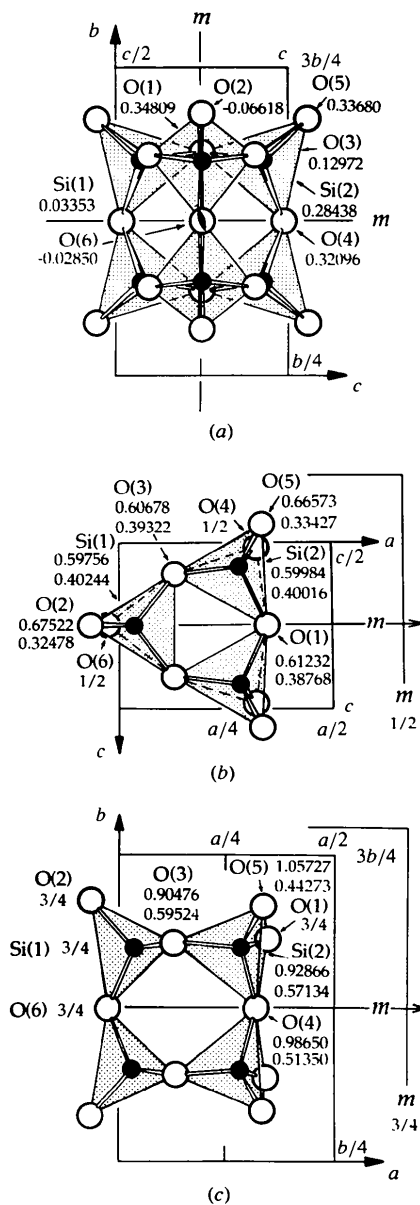 m
b
c/2
c
3b/4
O(1)
0.34809
O(2)
-0.06618
O(5)
0.33680
O(3)
0.12972
Si(1)
0.03353
Si(2)
0.28438
m
O(6)
-0.02850
O(4)
0.32096
b/4
c
(a)
O(3)
0.60678
0.39322
O(4)
1/2
O(5)
0.66573
0.33427
Si(1)
0.59756
0.40244
a
c/2
Si(2)
0.59984
0.40016
O(2)
0.67522
0.32478
m
O(6)
1/2
O(1)
0.61232
0.38768
m
1/2
a/4
c
a/2
c
(b)
b
a/4
a/2
3b/4
O(2)
3/4
O(3)
0.90476
0.59524
O(5)
1.05727
0.44273
O(1)
3/4
Si(1) 3/4
Si(2)
0.92866
0.57134
O(6) 3/4
m
O(4)
0.98650
0.51350
m
3/4
b/4
a
(c)